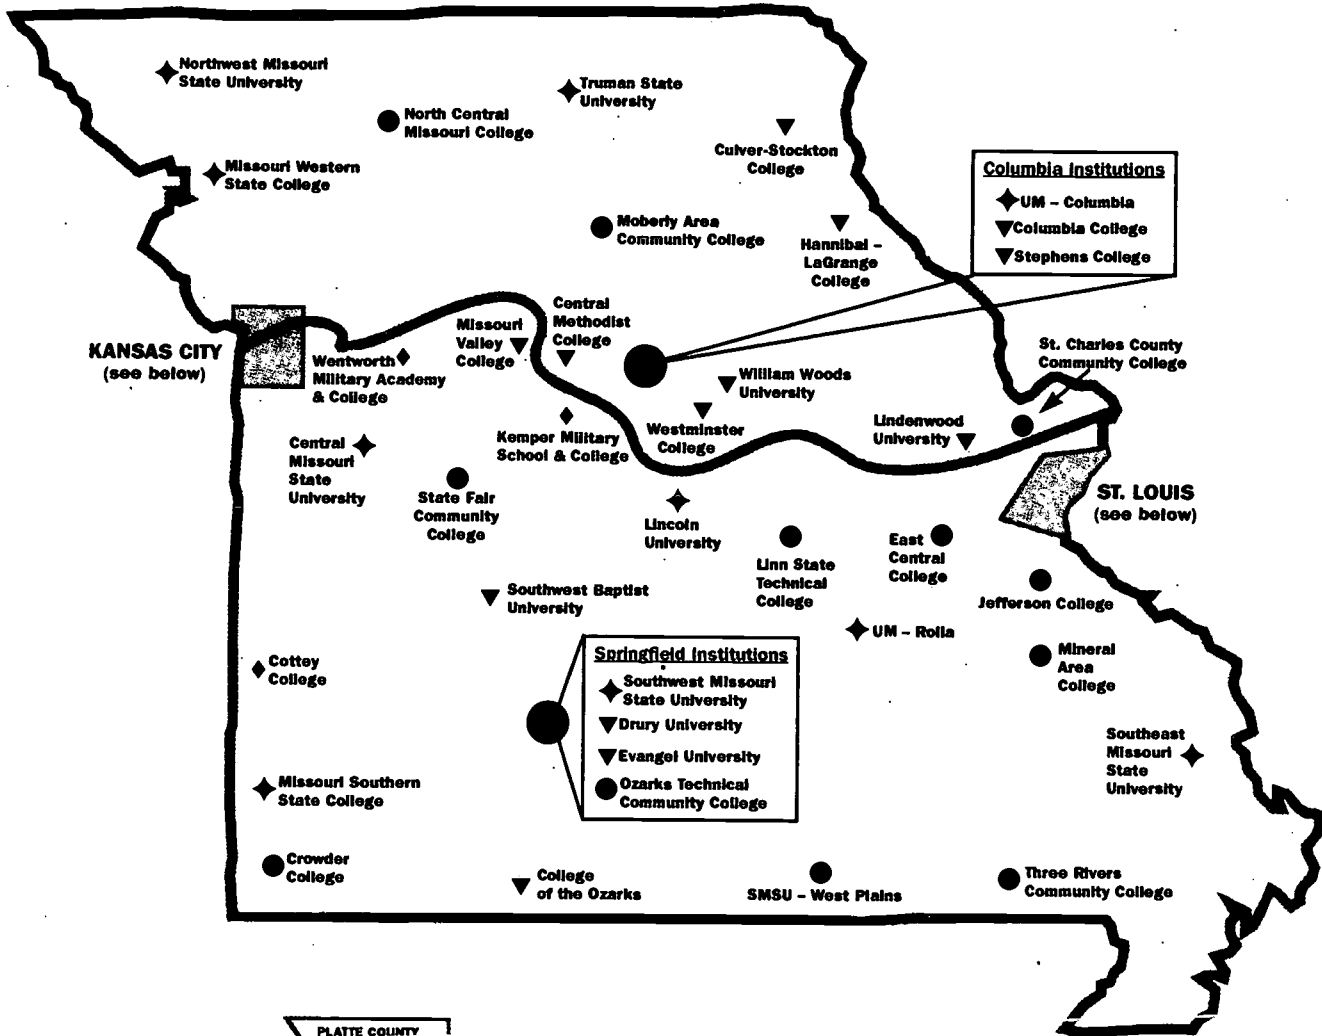 Northwest Missouri
State University
Truman State
University
North Central
Missouri College
Culver-Stockton
College
Missouri Western
State College
Columbia Institutions
UM – Columbia
Columbia College
Stephens College
Moberly Area
Community College
Hannibal –
LaGrange
College
Central
Methodist
College
Missouri
Valley
College
KANSAS CITY
(see below)
Wentworth
Military Academy
& College
St. Charles County
Community College
William Woods
University
Westminster
College
Lindenwood
University
Kemper Military
School & College
Central
Missouri
State
University
State Fair
Community
College
ST. LOUIS
(see below)
Lincoln
University
Linn State
Technical
College
East
Central
College
Jefferson College
Southwest Baptist
University
UM – Rolla
Mineral
Area
College
Cottey
College
Springfield Institutions
Southwest Missouri
State University
Drury University
Evangel University
Ozarks Technical
Community College
Southeast
Missouri
State
University
Missouri Southern
State College
Crowder
College
College
of the Ozarks
SMSU – West Plains
Three Rivers
Community College
PLATTE COUNTY